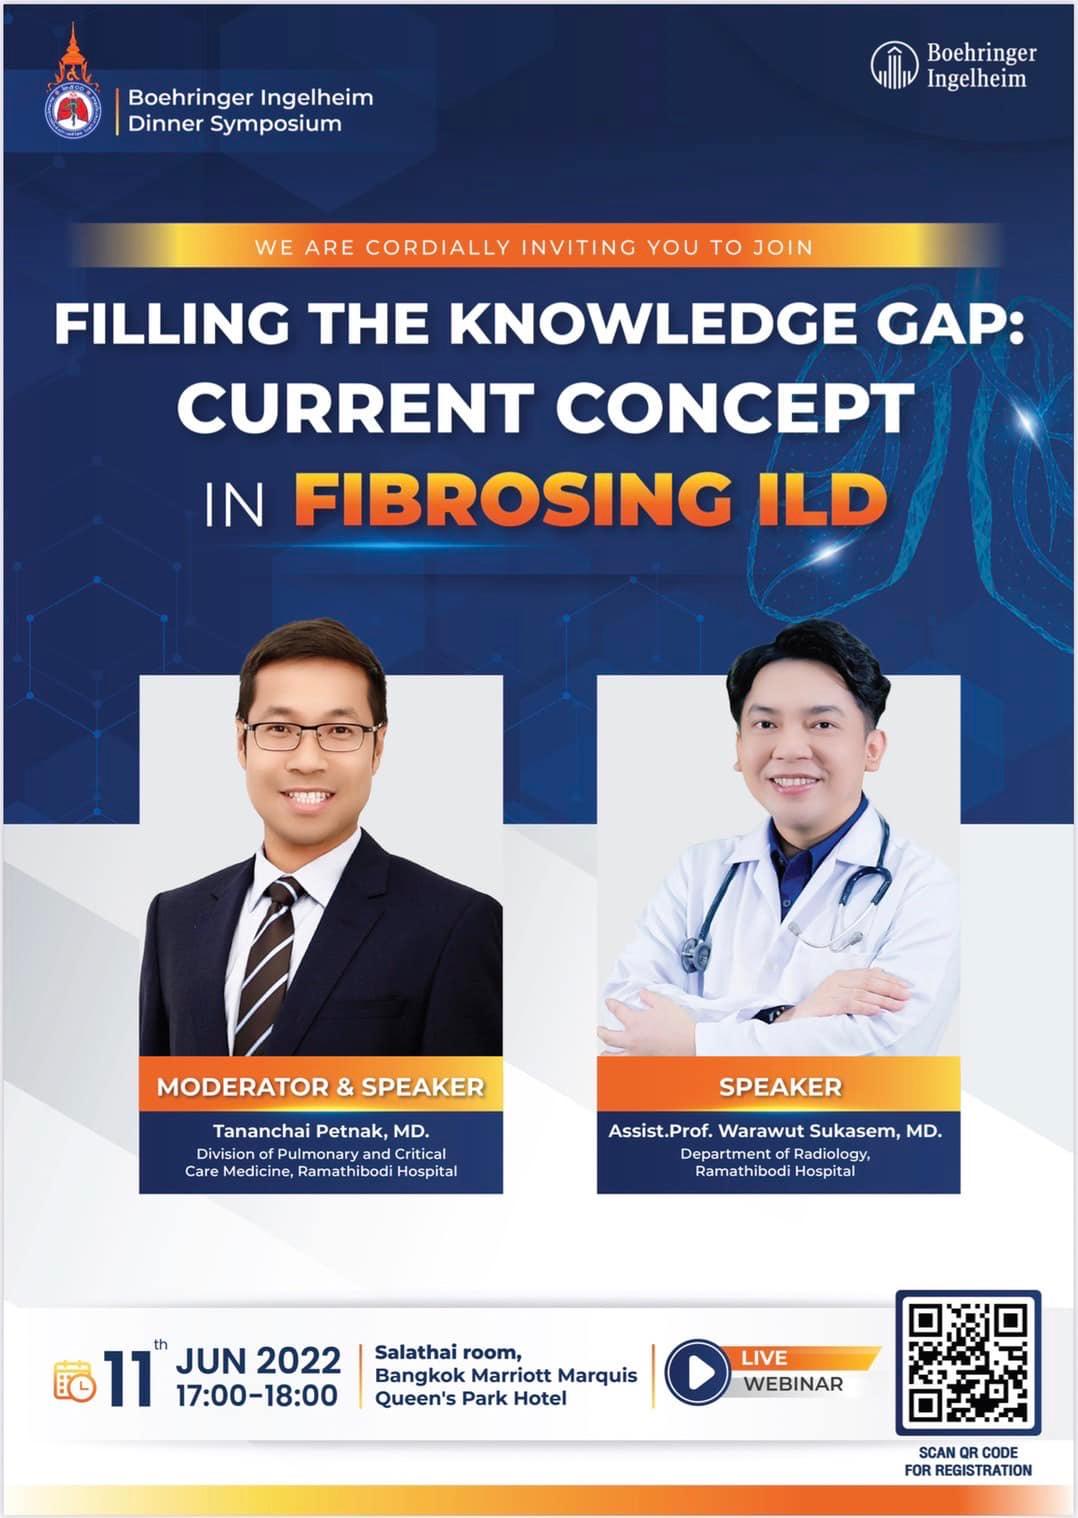 Boehringer Ingelheim
Dinner Symposium
Boehringer
Ingelheim
WE ARE CORDIALLY INVITING YOU TO JOIN
FILLING THE KNOWLEDGE GAP:
CURRENT CONCEPT
IN FIBROSING ILD
MODERATOR & SPEAKER
Tananchai Petnak, MD.
Division of Pulmonary and Critical
Care Medicine, Ramathibodi Hospital
SPEAKER
Assist.Prof. Warawut Sukasem, MD.
Department of Radiology,
Ramathibodi Hospital
11th JUN 2022
17:00-18:00
Salathai room,
Bangkok Marriott Marquis
Queen's Park Hotel
LIVE
WEBINAR
SCAN QR CODE
FOR REGISTRATION